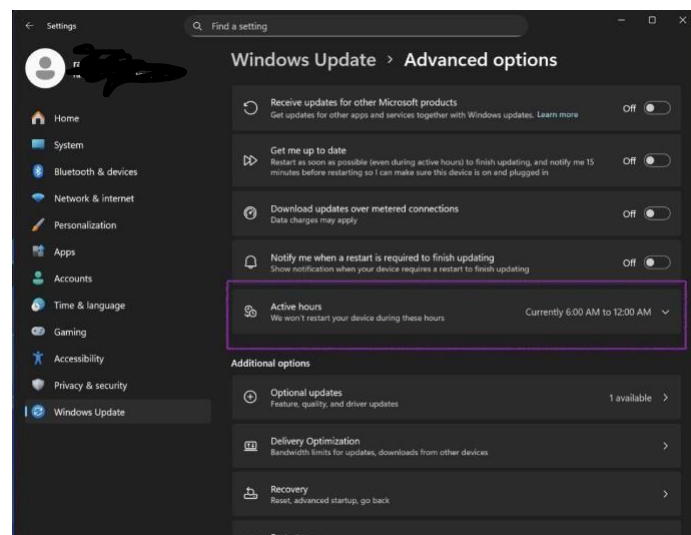 Settings
Find a setting
Windows Update > Advanced options
Home
System
Bluetooth & devices
Network & internet
Personalization
Apps
Accounts
Time & language
Gaming
Accessibility
Privacy & security
Windows Update
Receive updates for other Microsoft products
Get updates for other apps and services together with Windows updates. Learn more
Off
Get me up to date
Restart as soon as possible (even during active hours) to finish updating, and notify me 15
minutes before restarting so I can make sure this device is on and plugged in
Off
Download updates over metered connections
Data charges may apply
Off
Notify me when a restart is required to finish updating
Show notification when your device requires a restart to finish updating
Off
Active hours
We won't restart your device during these hours
Currently 6:00 AM to 12:00 AM
Additional options
Optional updates
Feature, quality, and driver updates
1 available
Delivery Optimization
Bandwidth limits for updates, downloads from other devices
Recovery
Reset, advanced startup, go back